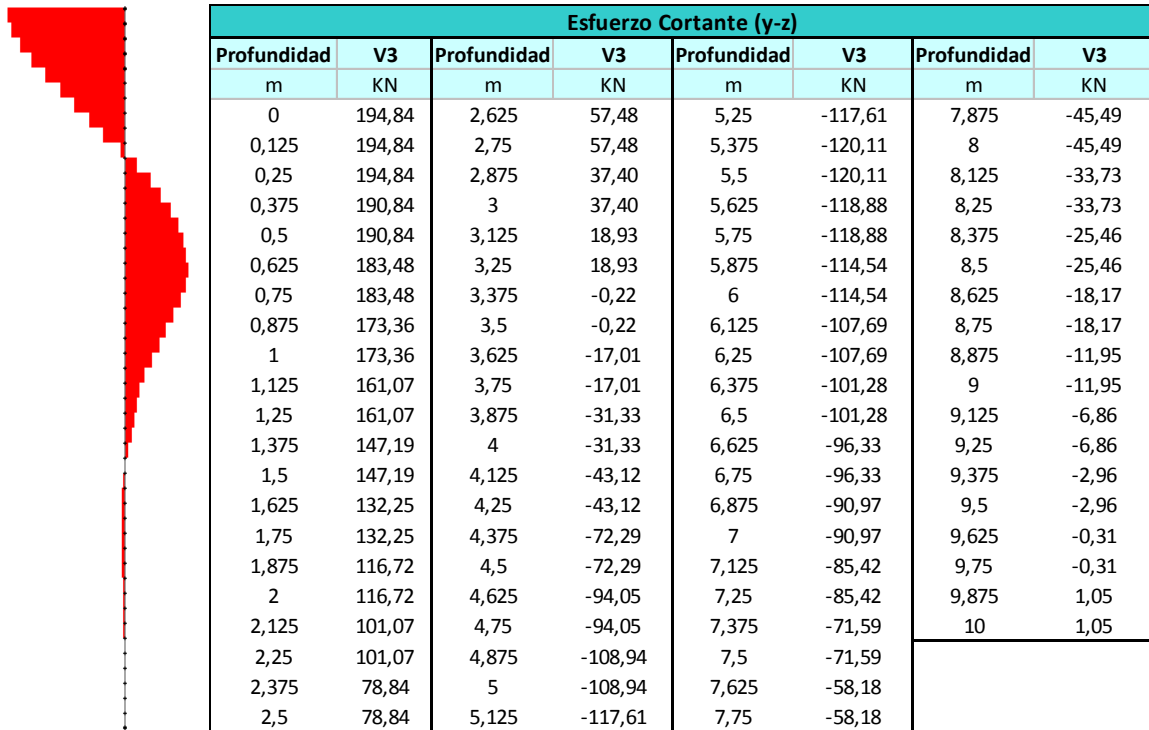 Esfuerzo Cortante (y-z)
Profundidad V3 Profundidad V3 Profundidad V3 Profundidad V3
m KN m KN m KN m KN
0 194,84 2,625 57,48 5,25 -117,61 7,875 -45,49
0,125 194,84 2,75 57,48 5,375 -120,11 8 -45,49
0,25 194,84 2,875 37,40 5,5 -120,11 8,125 -33,73
0,375 190,84 3 37,40 5,625 -118,88 8,25 -33,73
0,5 190,84 3,125 18,93 5,75 -118,88 8,375 -25,46
0,625 183,48 3,25 18,93 5,875 -114,54 8,5 -25,46
0,75 183,48 3,375 -0,22 6 -114,54 8,625 -18,17
0,875 173,36 3,5 -0,22 6,125 -107,69 8,75 -18,17
1 173,36 3,625 -17,01 6,25 -107,69 8,875 -11,95
1,125 161,07 3,75 -17,01 6,375 -101,28 9 -11,95
1,25 161,07 3,875 -31,33 6,5 -101,28 9,125 -6,86
1,375 147,19 4 -31,33 6,625 -96,33 9,25 -6,86
1,5 147,19 4,125 -43,12 6,75 -96,33 9,375 -2,96
1,625 132,25 4,25 -43,12 6,875 -90,97 9,5 -2,96
1,75 132,25 4,375 -72,29 7 -90,97 9,625 -0,31
1,875 116,72 4,5 -72,29 7,125 -85,42 9,75 -0,31
2 116,72 4,625 -94,05 7,25 -85,42 9,875 1,05
2,125 101,07 4,75 -94,05 7,375 -71,59 10 1,05
2,25 101,07 4,875 -108,94 7,5 -71,59
2,375 78,84 5 -108,94 7,625 -58,18
2,5 78,84 5,125 -117,61 7,75 -58,18